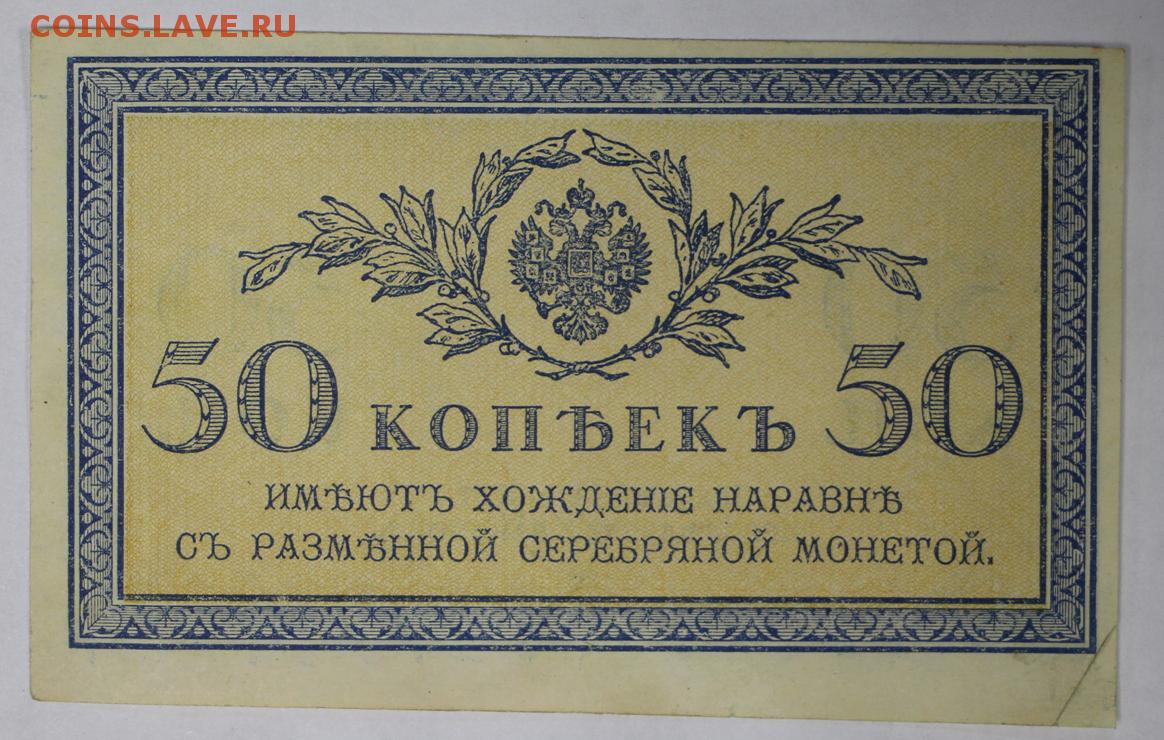 COINS.LAVE.RU
50 КОПѢЕКЪ 50
ИМѢЮТЪ ХОЖДЕНІЕ НАРАВНѢ
СЪ РАЗМѢННОЙ СЕРЕБРЯНОЙ МОНЕТОЙ.